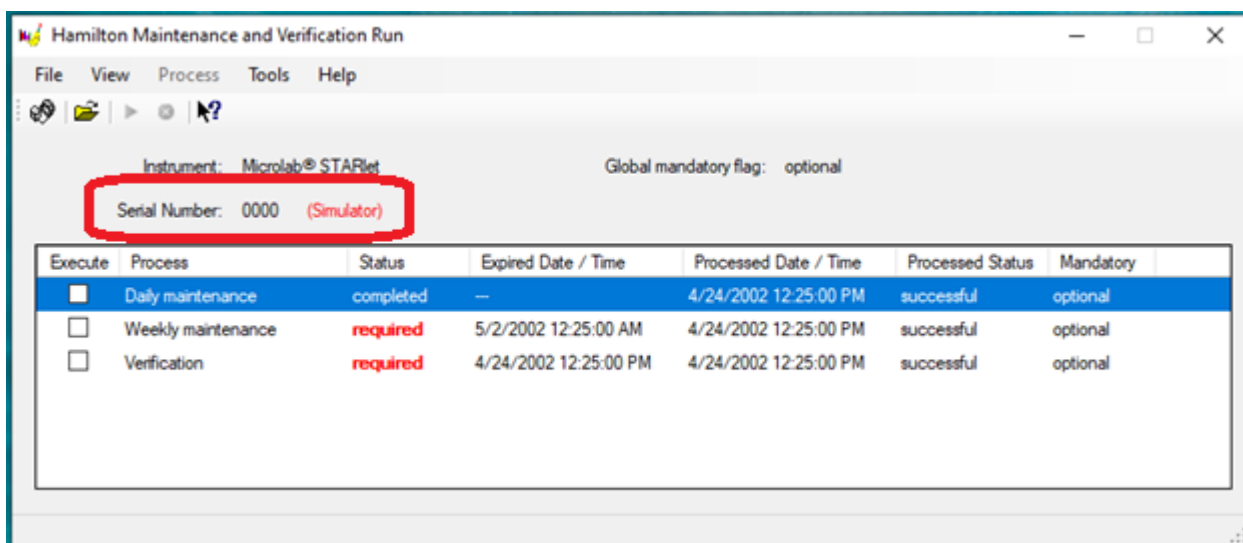 Hamilton Maintenance and Verification Run
File View Process Tools Help
Instrument: Microlab® STARlet Global mandatory flag: optional
Serial Number: 0000 (Simulator)
Execute Process Status Expired Date / Time Processed Date / Time Processed Status Mandatory
Daily maintenance completed --- 4/24/2002 12:25:00 PM successful optional
Weekly maintenance required 5/2/2002 12:25:00 AM 4/24/2002 12:25:00 PM successful optional
Verification required 4/24/2002 12:25:00 PM 4/24/2002 12:25:00 PM successful optional